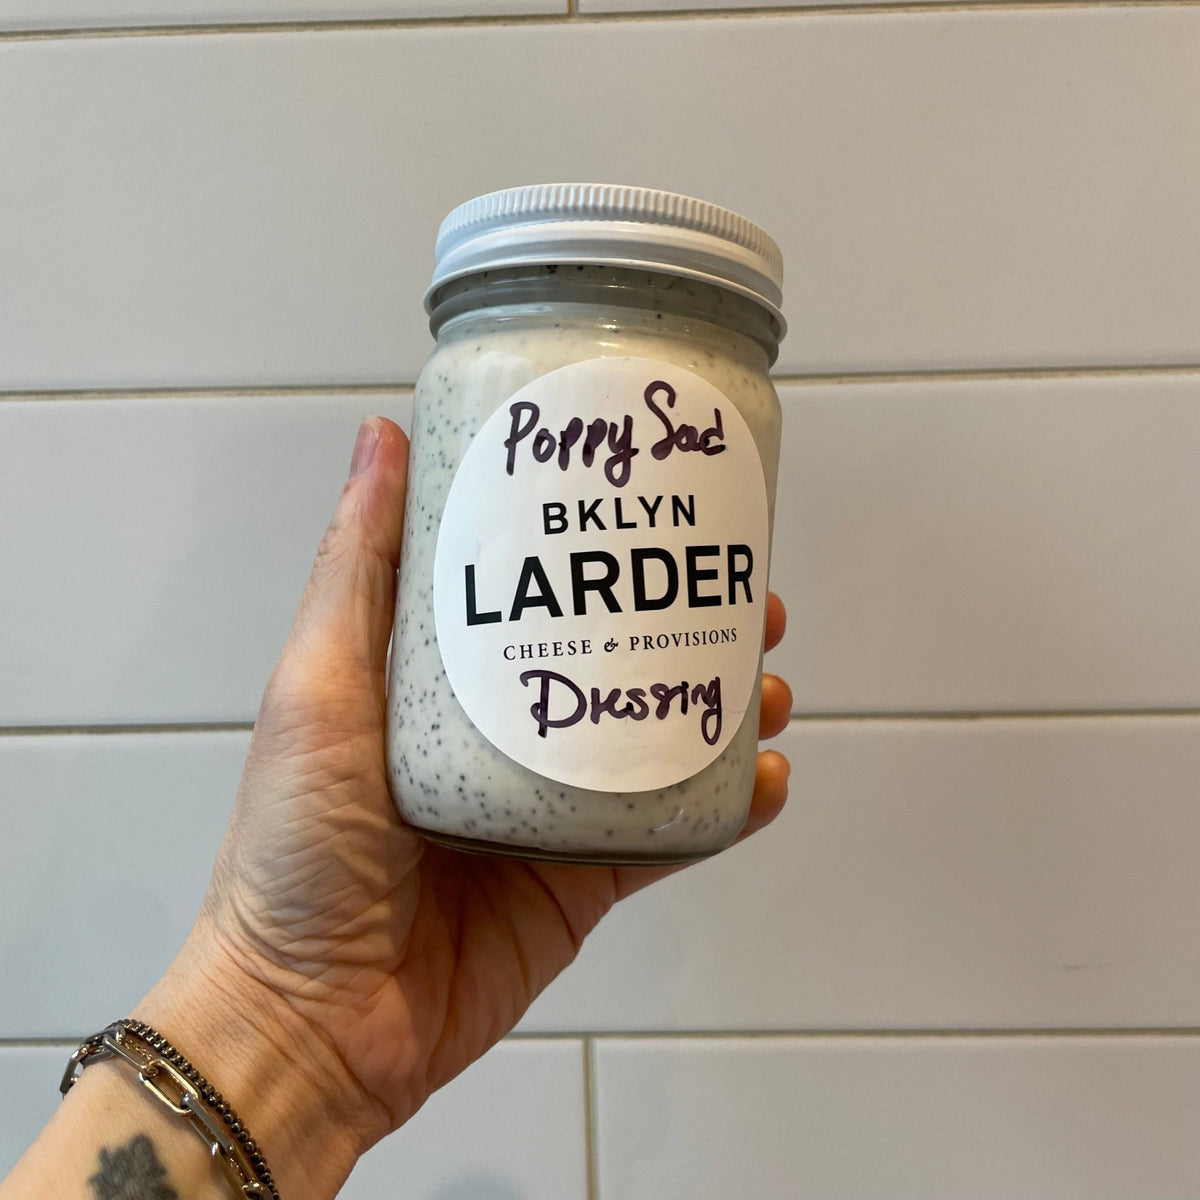 Poppy Sed
BKLYN
LARDER
CHEESE & PROVISIONS
Dressing